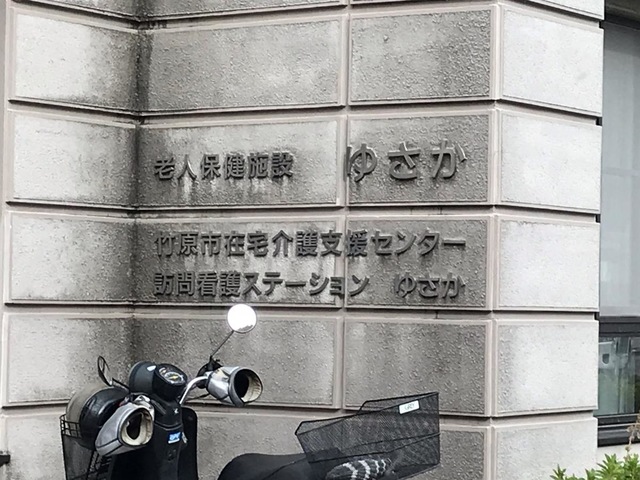 老人保健施設 ゆさか
竹原市在宅介護支援センター
訪問看護ステーション ゆさか